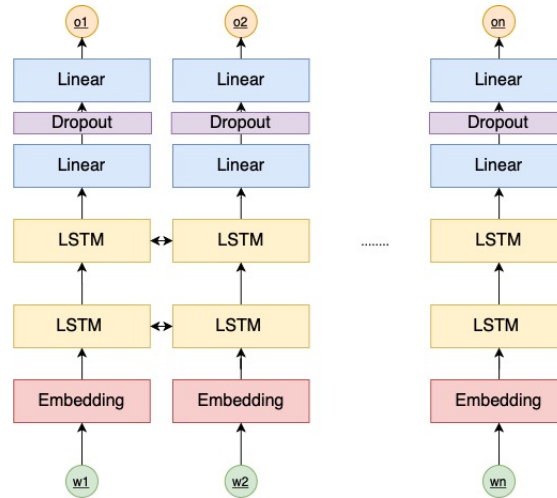 o1 o2 on
Linear Linear Linear
Dropout Dropout Dropout
Linear Linear Linear
LSTM LSTM ........ LSTM
LSTM LSTM LSTM
Embedding Embedding Embedding
w1 w2 wn